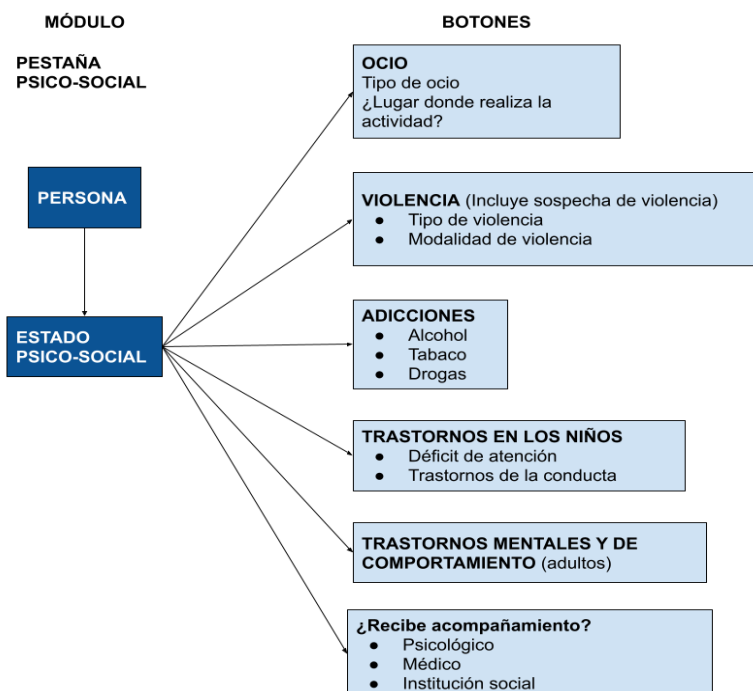 MÓDULO
BOTONES
PESTAÑA
PSICO-SOCIAL
OCIO
Tipo de ocio
¿Lugar donde realiza la
actividad?
PERSONA
VIOLENCIA (Incluye sospecha de violencia)
● Tipo de violencia
● Modalidad de violencia
ESTADO
PSICO-SOCIAL
ADICCIONES
● Alcohol
● Tabaco
● Drogas
TRASTORNOS EN LOS NIÑOS
● Déficit de atención
● Trastornos de la conducta
TRASTORNOS MENTALES Y DE
COMPORTAMIENTO (adultos)
¿Recibe acompañamiento?
● Psicológico
● Médico
● Institución social